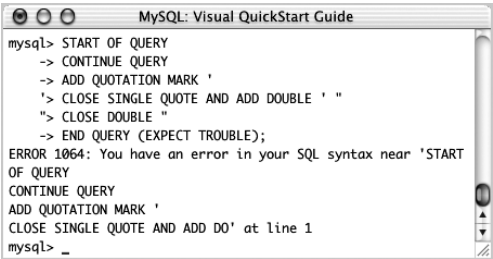 MySQL: Visual QuickStart Guide
mysql> START OF QUERY
    -> CONTINUE QUERY
    -> ADD QUOTATION MARK '
    '> CLOSE SINGLE QUOTE AND ADD DOUBLE ' "
    "> CLOSE DOUBLE "
    -> END QUERY (EXPECT TROUBLE);
ERROR 1064: You have an error in your SQL syntax near 'START
OF QUERY
CONTINUE QUERY
ADD QUOTATION MARK '
CLOSE SINGLE QUOTE AND ADD DO' at line 1
mysql> _